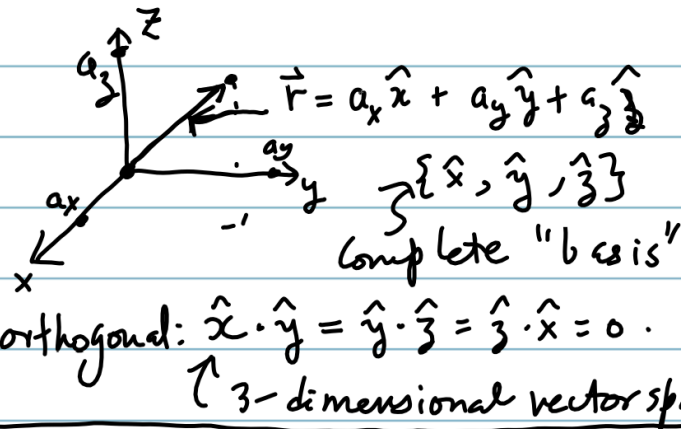 z
a_z
r⃗ = a_x x̂ + a_y ŷ + a_z ẑ
a_y
y
a_x
x
{x̂, ŷ, ẑ}
Complete "basis"
orthogonal: x̂·ŷ = ŷ·ẑ = ẑ·x̂ = 0.
3-dimensional vector sp